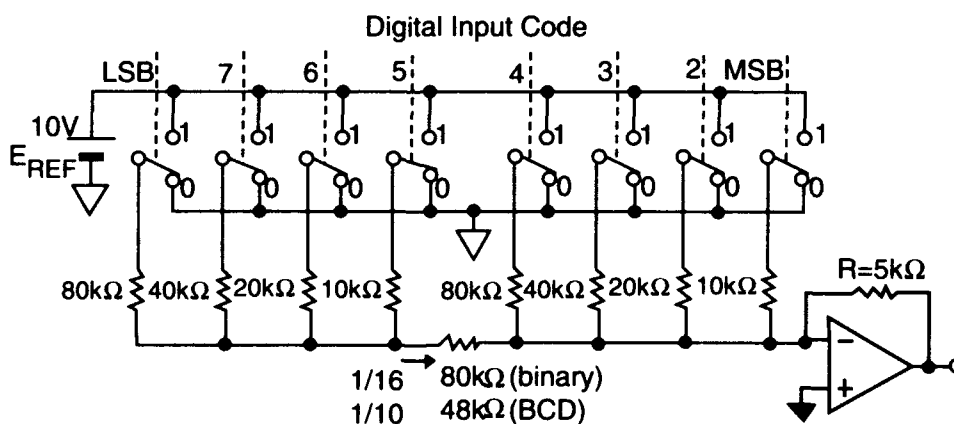 Digital Input Code
LSB 7 6 5 4 3 2 MSB
10V
1 1 1 1 1 1 1 1
E_REF
0 0 0 0 0 0 0 0
R=5kΩ
80kΩ 40kΩ 20kΩ 10kΩ 80kΩ 40kΩ 20kΩ 10kΩ
−
+
1/16 80kΩ (binary)
1/10 48kΩ (BCD)